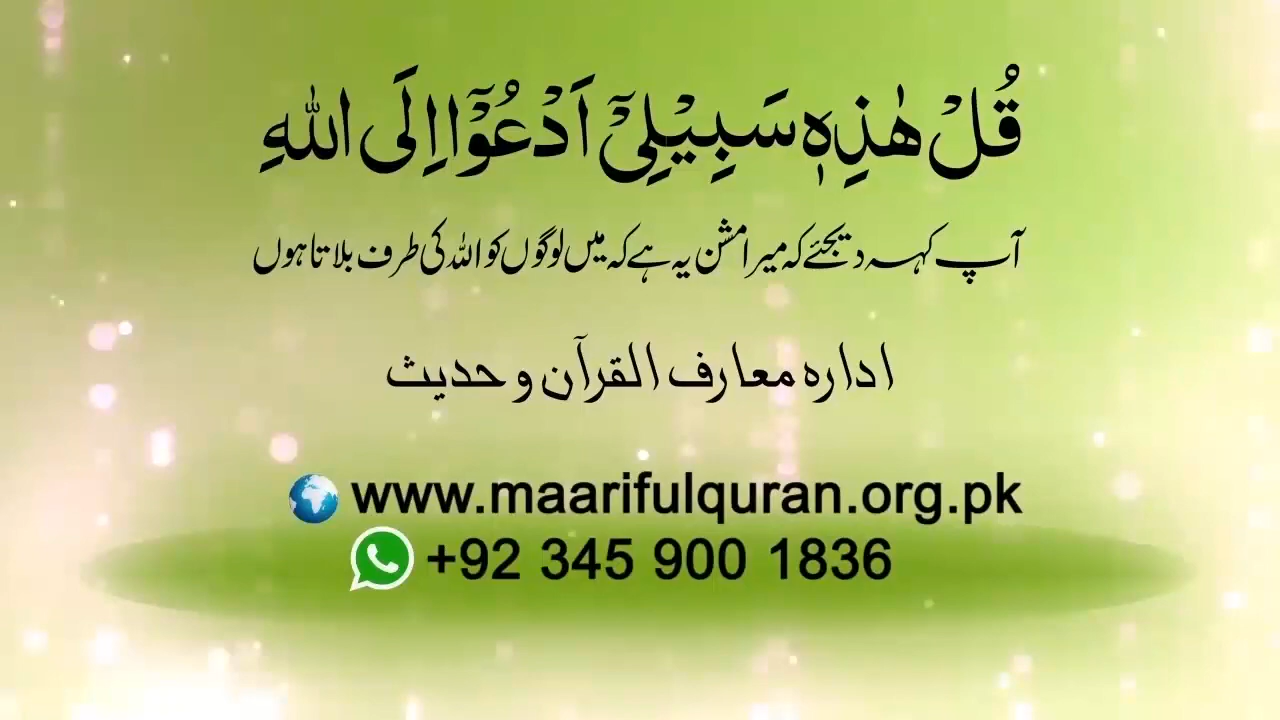 قُلْ هٰذِهٖ سَبِیْلِیْۤ اَدْعُوْۤا اِلَی اللّٰهِ
آپ کہہ دیجئے کہ میرا مشن یہ ہے کہ میں لوگوں کو اللہ کی طرف بلاتا ہوں
ادارہ معارف القرآن و حدیث
www.maarifulquran.org.pk
+92 345 900 1836